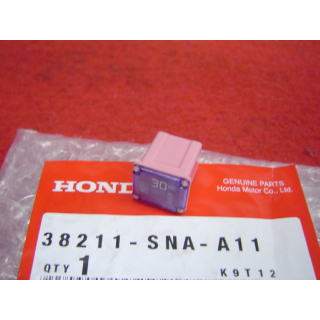 30
HONDA
GENUINE PARTS
Honda Motor Co., Ltd.
38211-SNA-A11
QTY 1
K9T12